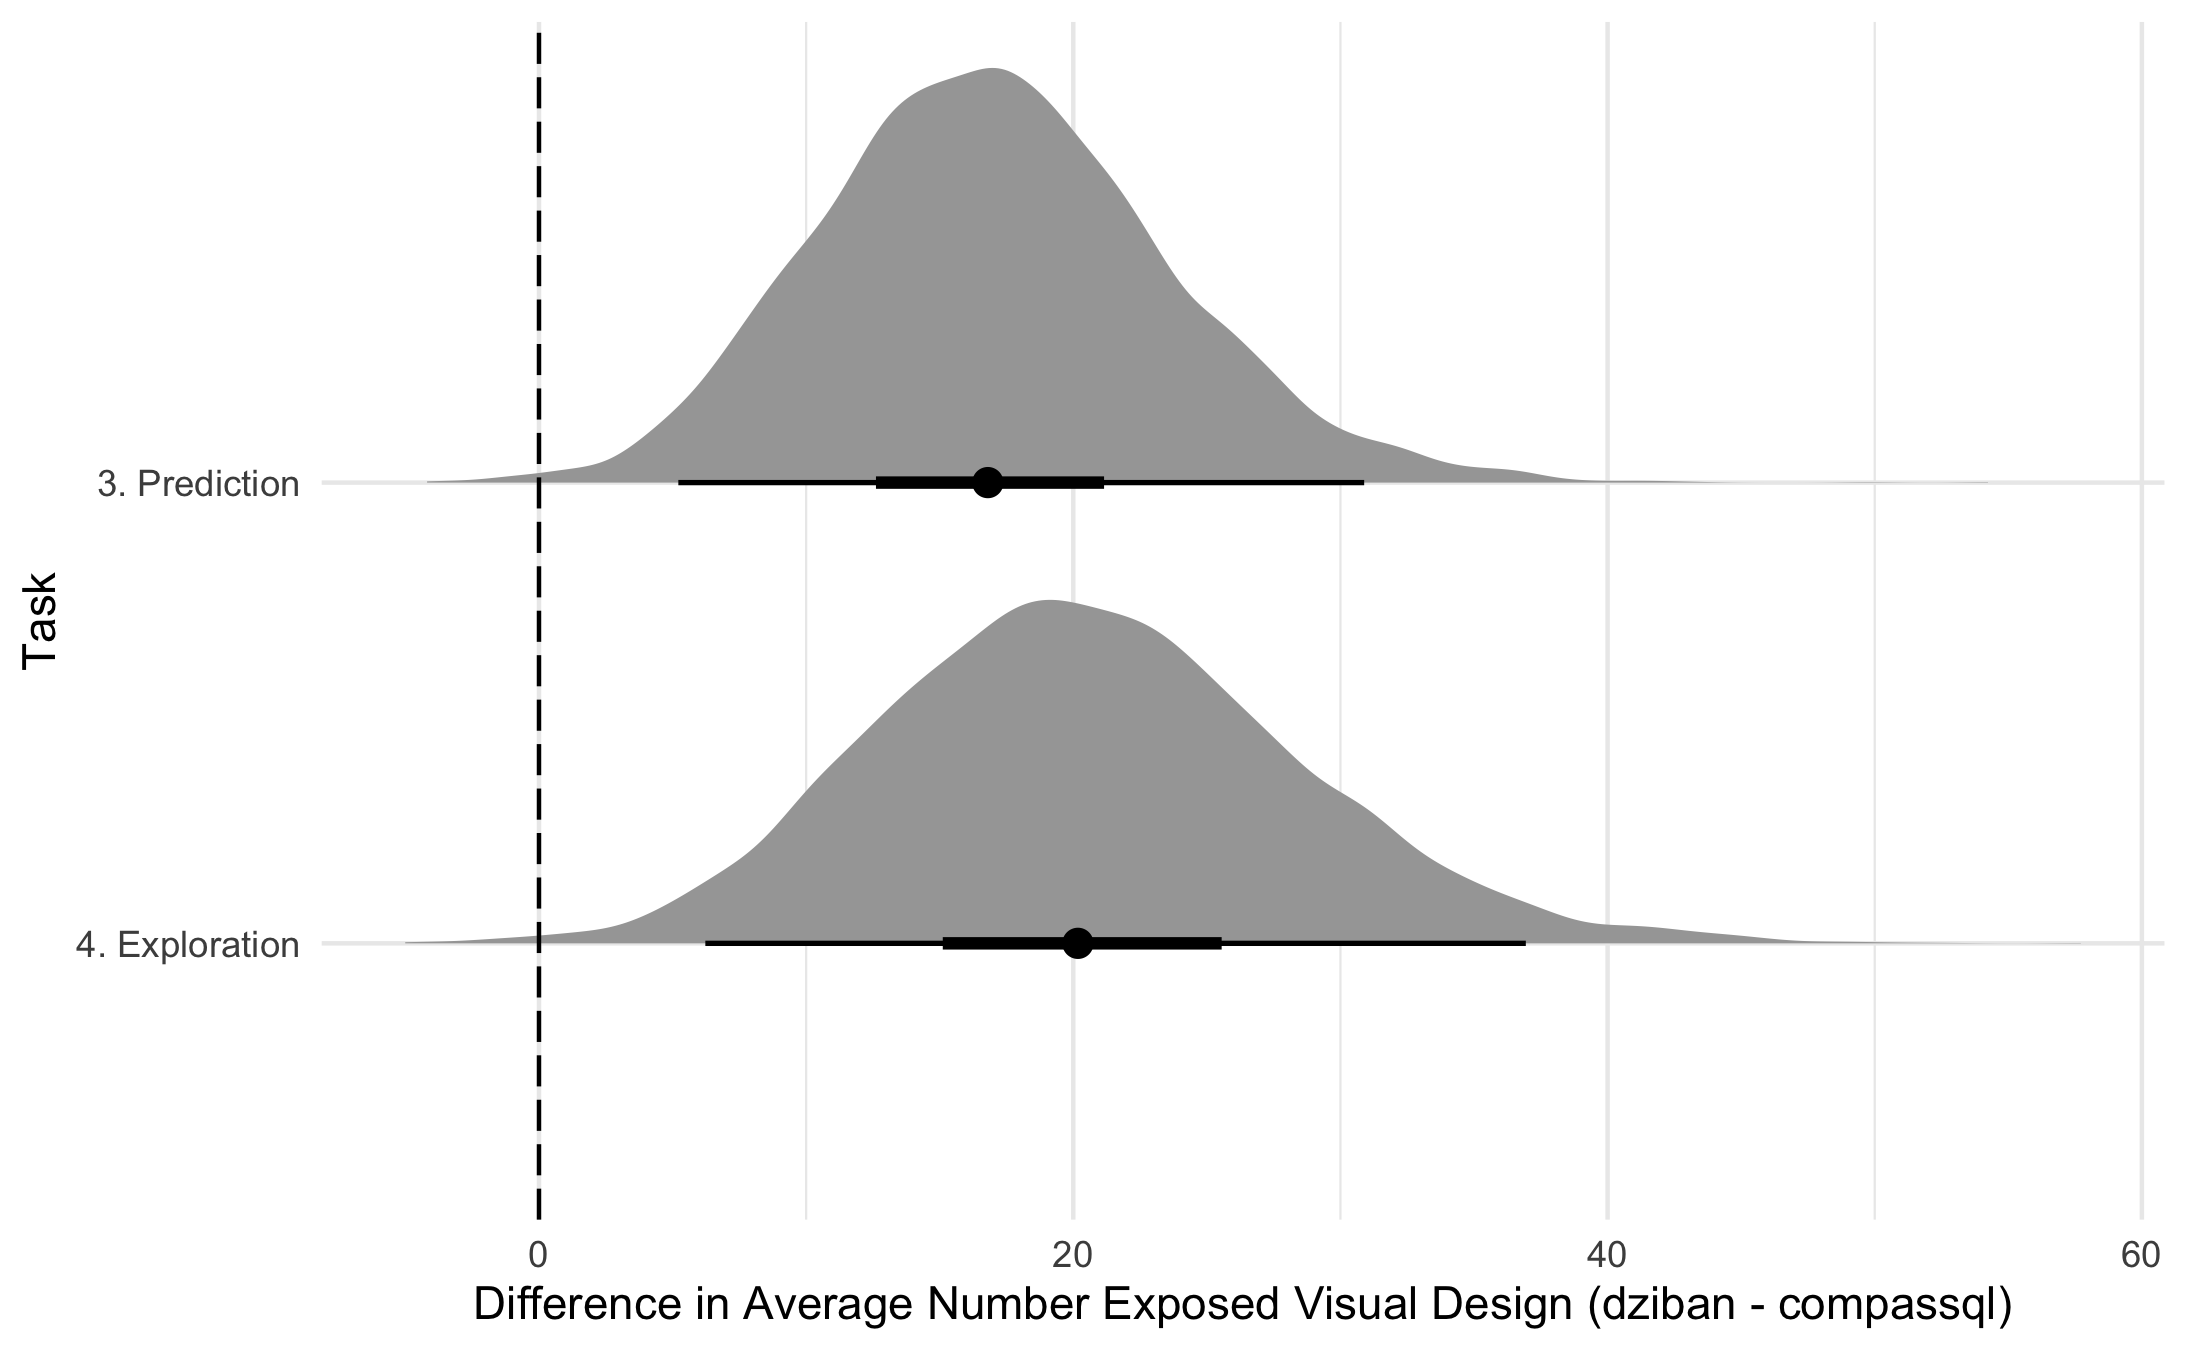 3. Prediction
Task
4. Exploration
0 20 40 60
Difference in Average Number Exposed Visual Design (dziban - compassql)